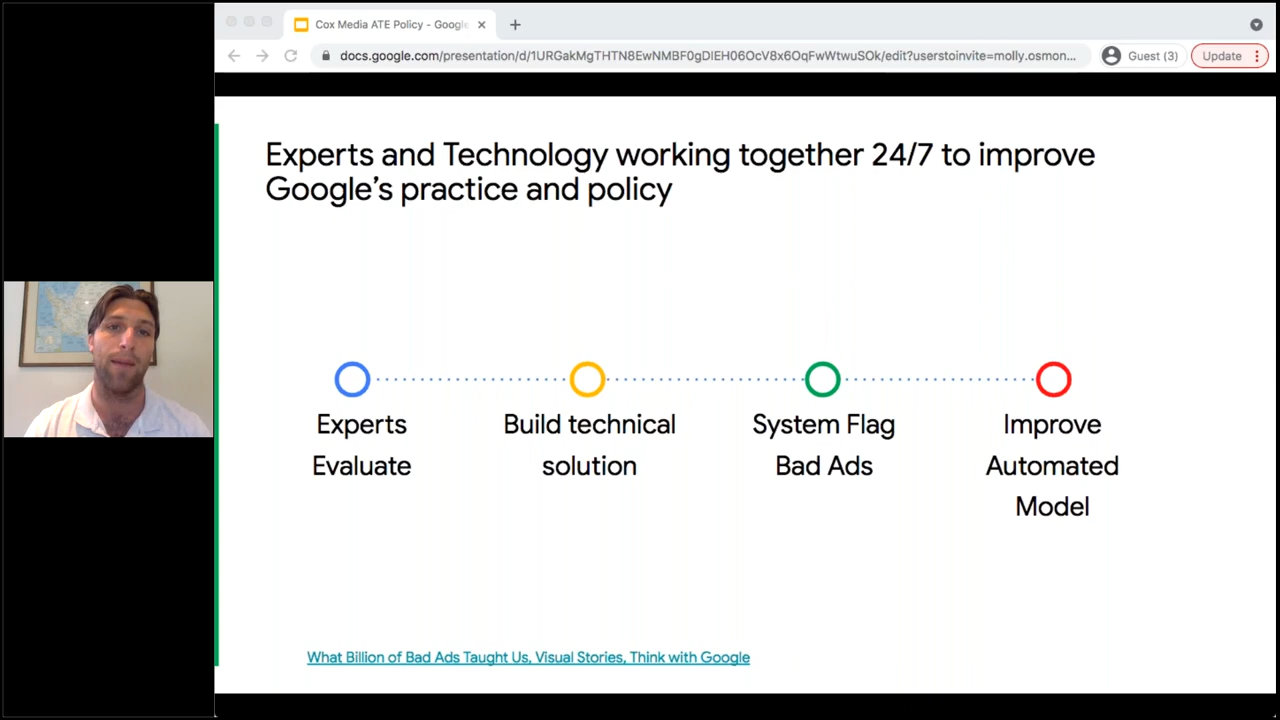 Cox Media ATE Policy - Google
docs.google.com/presentation/d/1URGakMgTHTN8EwNMBF0gDlEH06OcV8x6OqFwWtwuSOk/edit?userstoinvite=molly.osmon...
Guest (3)
Update
Experts and Technology working together 24/7 to improve
Google's practice and policy
Experts
Evaluate
Build technical
solution
System Flag
Bad Ads
Improve
Automated
Model
What Billion of Bad Ads Taught Us, Visual Stories, Think with Google